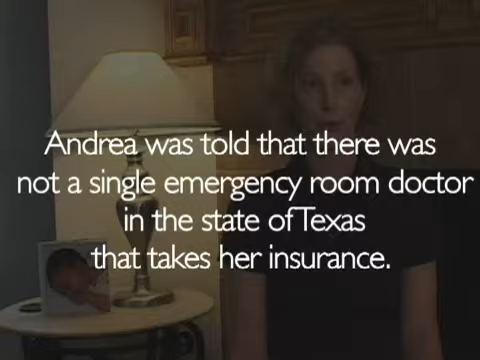 Andrea was told that there was
not a single emergency room doctor
in the state of Texas
that takes her insurance.